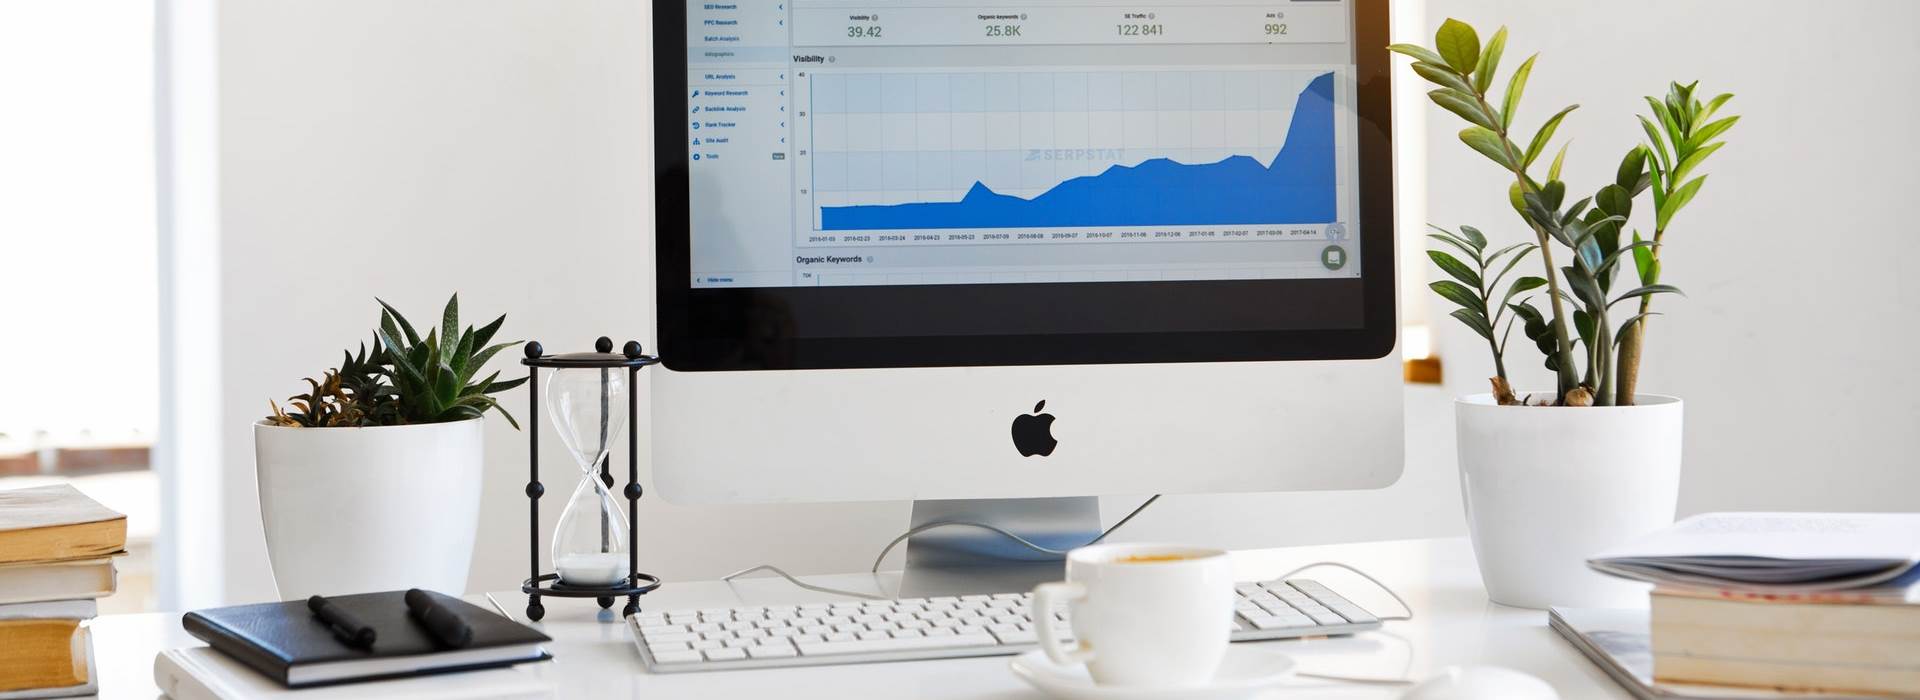 SEO Research
PPC Research
Batch Analysis
Infographics
URL Analysis
Keyword Research
Backlink Analysis
Rank Tracker
Site Audit
Tools
Hide menu
Visibility
39.42
Organic keywords
25.8K
SE Traffic
122 841
Ads
992
Visibility
40
30
20
10
SERPSTAT
2016-01-03 2016-02-23 2016-03-24 2016-04-23 2016-05-23 2016-07-09 2016-08-08 2016-09-07 2016-10-07 2016-11-06 2016-12-06 2017-01-05 2017-02-07 2017-03-09 2017-04-14
Organic Keywords